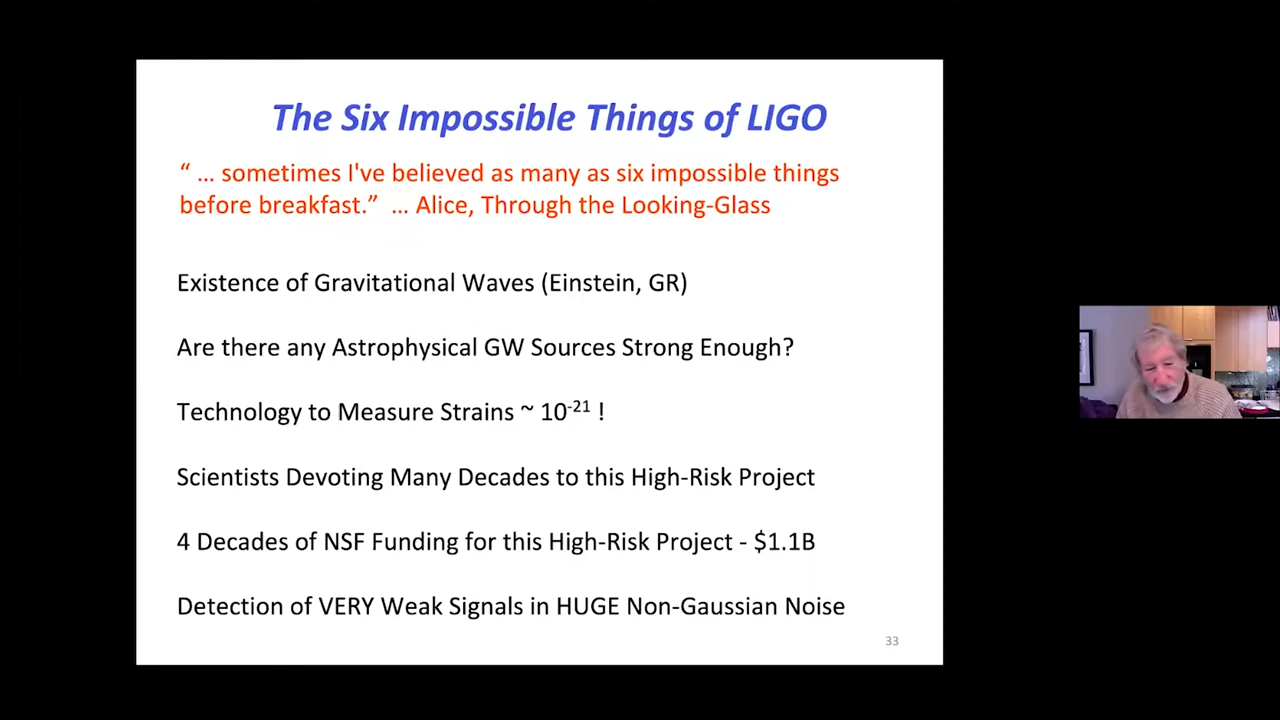 The Six Impossible Things of LIGO
“ … sometimes I've believed as many as six impossible things
before breakfast.” … Alice, Through the Looking-Glass
Existence of Gravitational Waves (Einstein, GR)
Are there any Astrophysical GW Sources Strong Enough?
Technology to Measure Strains ~ 10⁻²¹ !
Scientists Devoting Many Decades to this High-Risk Project
4 Decades of NSF Funding for this High-Risk Project - $1.1B
Detection of VERY Weak Signals in HUGE Non-Gaussian Noise
33